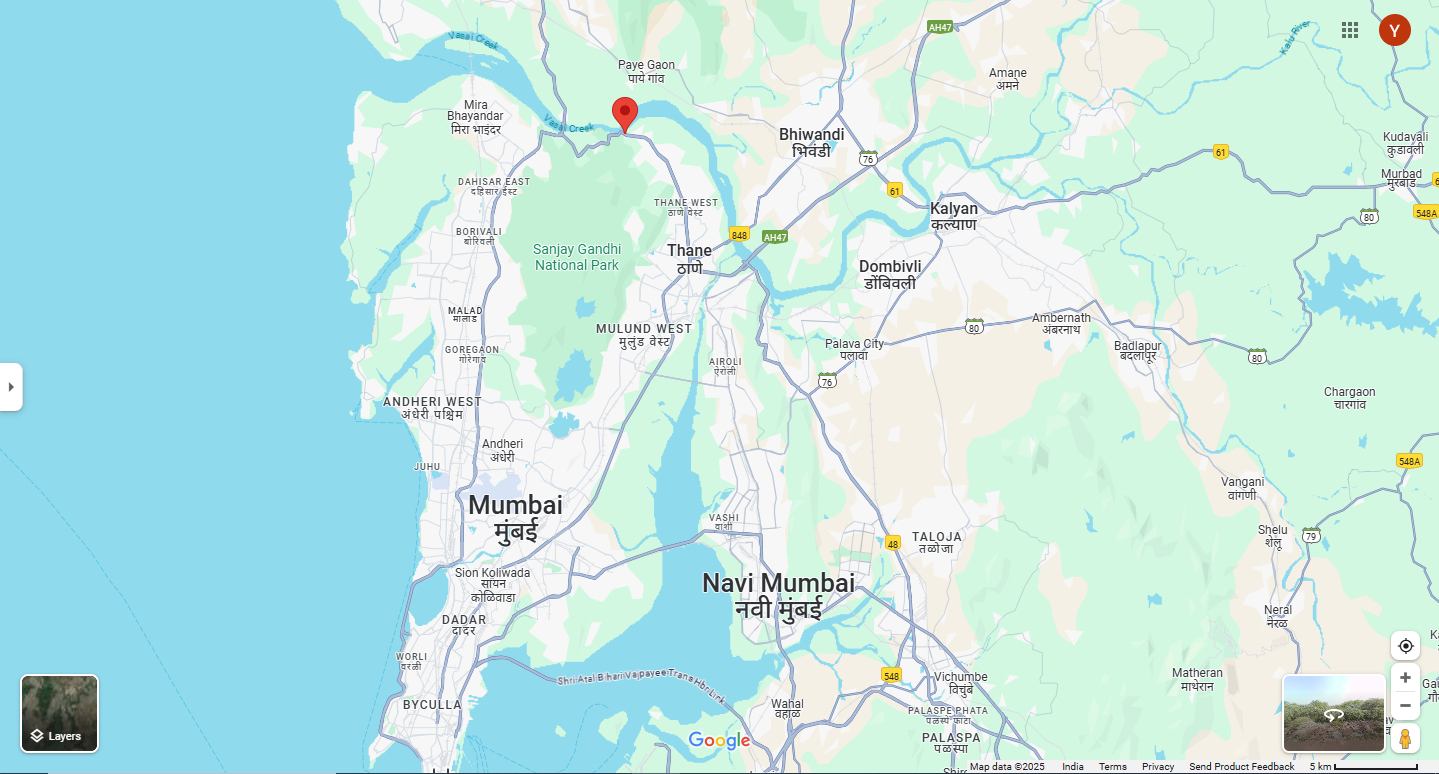 Vasai Creek
AH47
Kalu River
Y
Paye Gaon
पाये गांव
Amane
अमने
Mira
Bhayandar
मिरा भाइंदर
Vasai Creek
Bhiwandi
भिवंडी
76
61
Kudavali
कुडावली
Murbad
मुरबाड
DAHISAR EAST
दहिसार ईस्ट
61
THANE WEST
ठाणे वेस्ट
Kalyan
कल्याण
80
548A
BORIVALI
बोरिवली
848
AH47
Sanjay Gandhi
National Park
Thane
ठाणे
Dombivli
डोंबिवली
MALAD
मालाड
MULUND WEST
मुलुंड वेस्ट
80
Ambernath
अंबरनाथ
GOREGAON
गोरेगाव
AIROLI
ऐरोली
Palava City
पलावा
Badlapur
बदलापूर
80
76
ANDHERI WEST
अंधेरी पश्चिम
Chargaon
चारगांव
Andheri
अंधेरी
JUHU
548A
Vangani
वांगणी
Mumbai
मुंबई
VASHI
वाशी
48
TALOJA
तळोजा
Shelu
शेलू
79
Sion Koliwada
सायन
कोळिवाडा
Navi Mumbai
नवी मुंबई
DADAR
दादर
Neral
नेरळ
WORLI
वरळी
Shri Atal Bihari Vajpayee Trans Hbr Link
548
Vichumbe
विचुंबे
Matheran
माथेरान
BYCULLA
Wahal
वहाळ
PALASPE PHATA
पळस्पे फाटा
PALASPA
पळस्पा
Layers
Google
Map data ©2025 India Terms Privacy Send Product Feedback 5 km